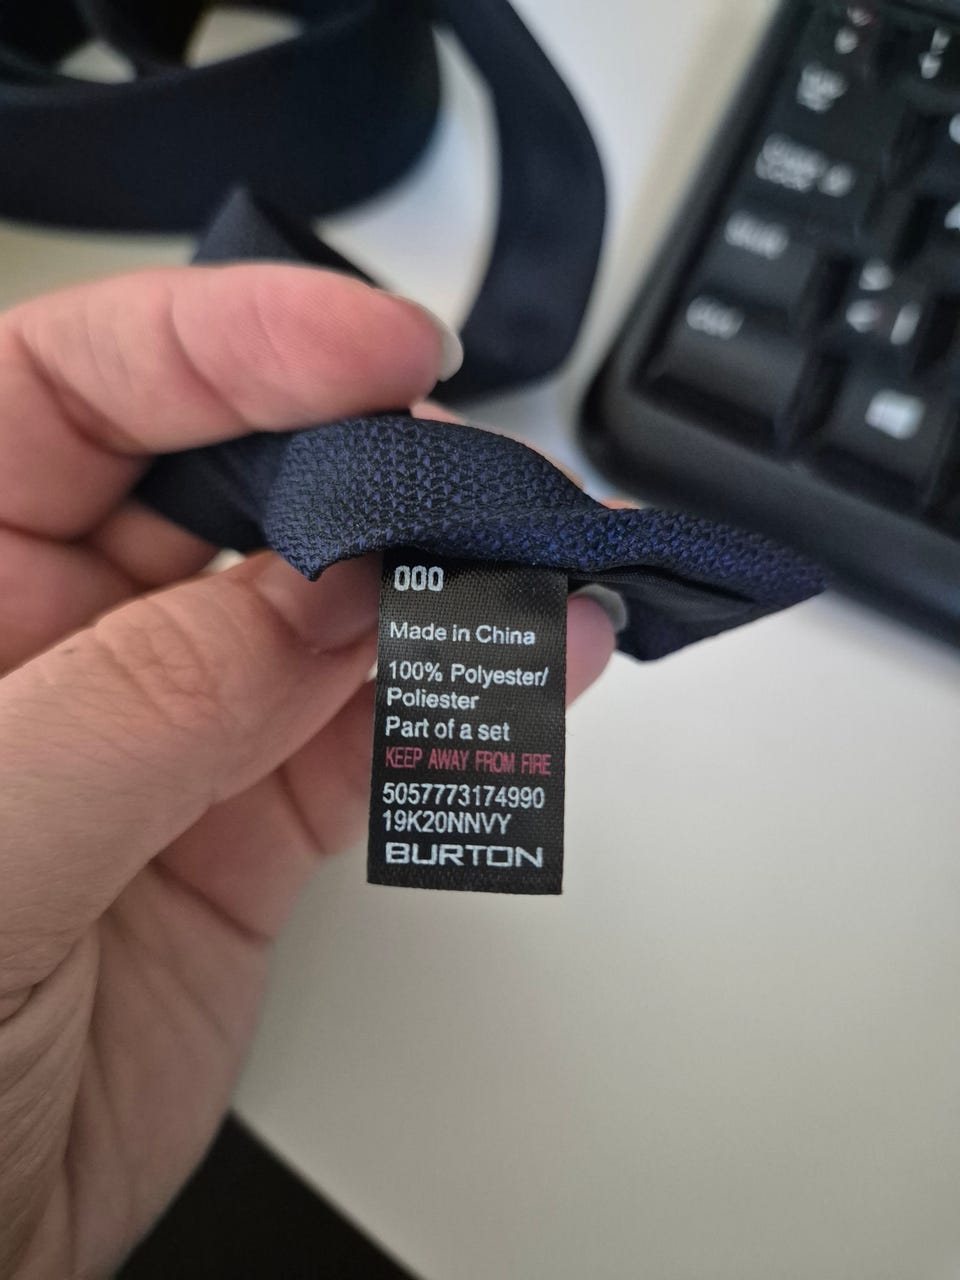 000
Made in China
100% Polyester/
Poliester
Part of a set
KEEP AWAY FROM FIRE
5057773174990
19K20NNVY
BURTON